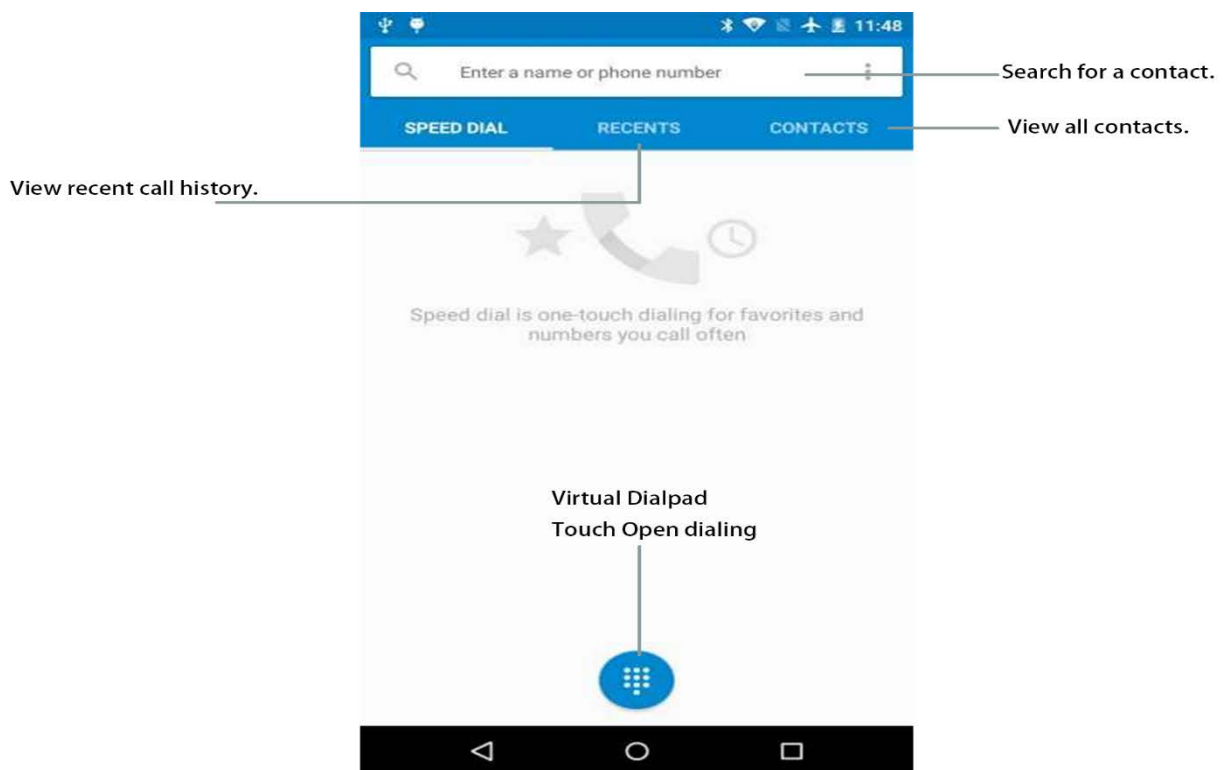 11:48
Enter a name or phone number
Search for a contact.
SPEED DIAL RECENTS CONTACTS
View all contacts.
View recent call history.
Speed dial is one-touch dialing for favorites and
numbers you call often
Virtual Dialpad
Touch Open dialing